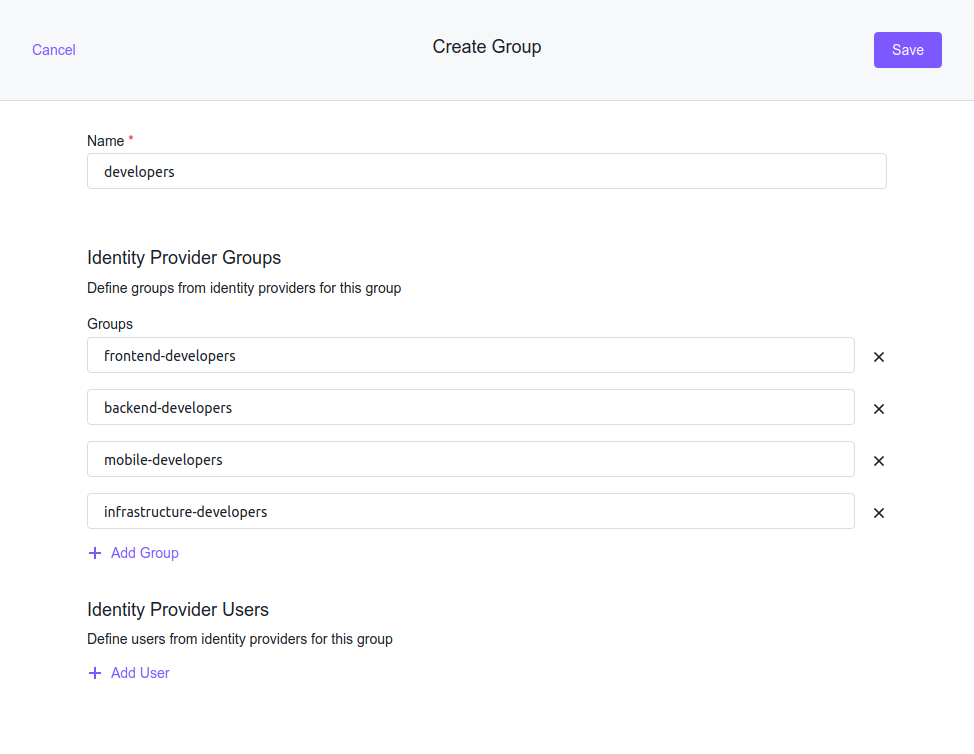 Cancel
Create Group
Save
Name *
developers
Identity Provider Groups
Define groups from identity providers for this group
Groups
frontend-developers
backend-developers
mobile-developers
infrastructure-developers
Add Group
Identity Provider Users
Define users from identity providers for this group
Add User